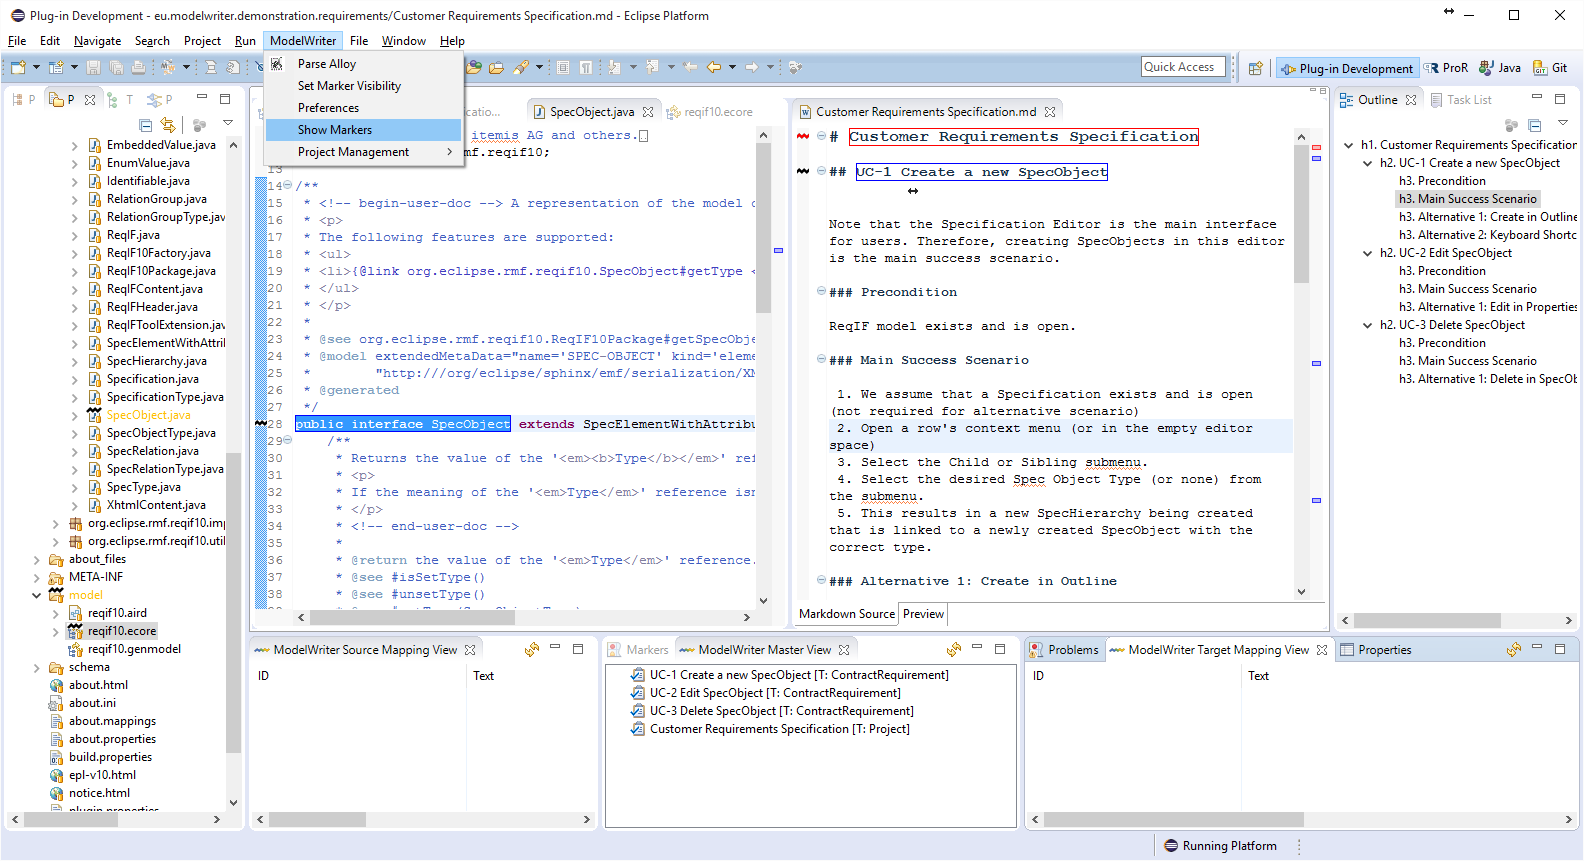 Plug-in Development - eu.modelwriter.demonstration.requirements/Customer Requirements Specification.md - Eclipse Platform
File Edit Navigate Search Project Run ModelWriter File Window Help
Parse Alloy
Set Marker Visibility
Preferences
Show Markers
Project Management
Quick Access
Plug-in Development
ProR
Java
Git
P
P
T
P
EmbeddedValue.java
EnumValue.java
Identifiable.java
RelationGroup.java
RelationGroupType.jav
ReqIF.java
ReqIF10Factory.java
ReqIF10Package.java
ReqIFContent.java
ReqIFHeader.java
ReqIFToolExtension.jav
SpecElementWithAttri
SpecHierarchy.java
Specification.java
SpecificationType.java
SpecObject.java
SpecObjectType.java
SpecRelation.java
SpecRelationType.java
SpecType.java
XhtmlContent.java
org.eclipse.rmf.reqif10.imp
org.eclipse.rmf.reqif10.util
about_files
META-INF
model
reqif10.aird
reqif10.ecore
reqif10.genmodel
schema
about.html
about.ini
about.mappings
about.properties
build.properties
epl-v10.html
notice.html
plugin.properties
catio...
SpecObject.java
reqif10.ecore
itemis AG and others.
mf.reqif10;
13
14 /**
15 * <!-- begin-user-doc --> A representation of the model o
16 * <p>
17 * The following features are supported:
18 * <ul>
19 * <li>{@link org.eclipse.rmf.reqif10.SpecObject#getType <
20 * </ul>
21 * </p>
22 *
23 * @see org.eclipse.rmf.reqif10.ReqIF10Package#getSpecObje
24 * @model extendedMetaData="name='SPEC-OBJECT' kind='eleme
25 * "http:///org/eclipse/sphinx/emf/serialization/XM
26 * @generated
27 */
28 public interface SpecObject extends SpecElementWithAttribu
29 /**
30 * Returns the value of the '<em><b>Type</b></em>' ref
31 * <p>
32 * If the meaning of the '<em>Type</em>' reference isn
33 * </p>
34 * <!-- end-user-doc -->
35 *
36 * @return the value of the '<em>Type</em>' reference.
37 * @see #isSetType()
38 * @see #unsetType()
Customer Requirements Specification.md
# Customer Requirements Specification
## UC-1 Create a new SpecObject
Note that the Specification Editor is the main interface
for users. Therefore, creating SpecObjects in this editor
is the main success scenario.
### Precondition
ReqIF model exists and is open.
### Main Success Scenario
1. We assume that a Specification exists and is open
(not required for alternative scenario)
2. Open a row's context menu (or in the empty editor
space)
3. Select the Child or Sibling submenu.
4. Select the desired Spec Object Type (or none) from
the submenu.
5. This results in a new SpecHierarchy being created
that is linked to a newly created SpecObject with the
correct type.
### Alternative 1: Create in Outline
Markdown Source Preview
Outline
Task List
h1. Customer Requirements Specification
h2. UC-1 Create a new SpecObject
h3. Precondition
h3. Main Success Scenario
h3. Alternative 1: Create in Outline
h3. Alternative 2: Keyboard Shortc
h2. UC-2 Edit SpecObject
h3. Precondition
h3. Main Success Scenario
h3. Alternative 1: Edit in Properties
h2. UC-3 Delete SpecObject
h3. Precondition
h3. Main Success Scenario
h3. Alternative 1: Delete in SpecOb
ModelWriter Source Mapping View
ID Text
Markers
ModelWriter Master View
UC-1 Create a new SpecObject [T: ContractRequirement]
UC-2 Edit SpecObject [T: ContractRequirement]
UC-3 Delete SpecObject [T: ContractRequirement]
Customer Requirements Specification [T: Project]
Problems
ModelWriter Target Mapping View
Properties
ID Text
Running Platform